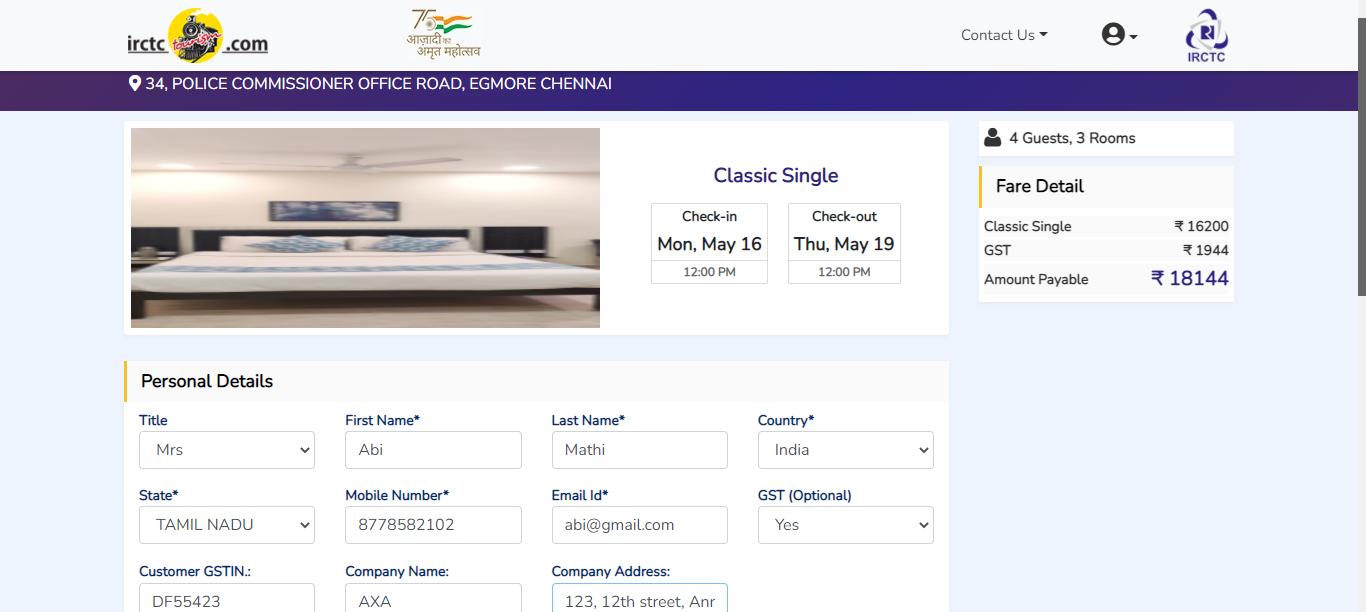 irctc tourism .com
75
आज़ादी का
अमृत महोत्सव
Contact Us
IRCTC
34, POLICE COMMISSIONER OFFICE ROAD, EGMORE CHENNAI
Classic Single
Check-in
Mon, May 16
12:00 PM
Check-out
Thu, May 19
12:00 PM
4 Guests, 3 Rooms
Fare Detail
Classic Single ₹ 16200
GST ₹ 1944
Amount Payable ₹ 18144
Personal Details
Title First Name* Last Name* Country*
Mrs Abi Mathi India
State* Mobile Number* Email Id* GST (Optional)
TAMIL NADU 8778582102 abi@gmail.com Yes
Customer GSTIN.: Company Name: Company Address:
DF55423 AXA 123, 12th street, Anr